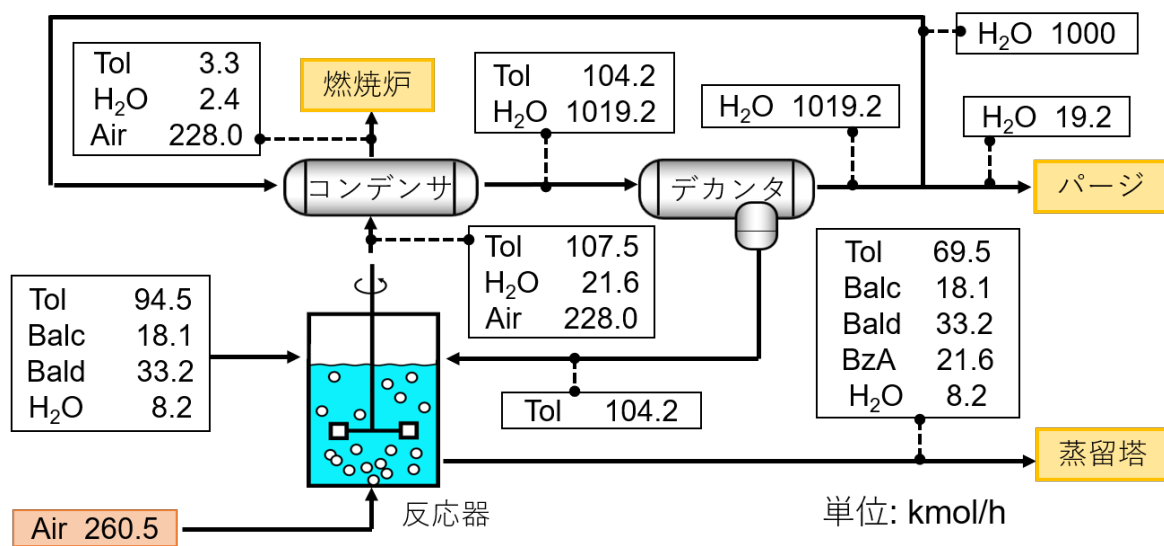 Tol 3.3
H₂O 2.4
Air 228.0
燃焼炉
Tol 104.2
H₂O 1019.2
H₂O 1019.2
H₂O 1000
H₂O 19.2
コンデンサ
デカンタ
パージ
Tol 107.5
H₂O 21.6
Air 228.0
Tol 69.5
Balc 18.1
Bald 33.2
BzA 21.6
H₂O 8.2
Tol 94.5
Balc 18.1
Bald 33.2
H₂O 8.2
Tol 104.2
蒸留塔
反応器
単位: kmol/h
Air 260.5